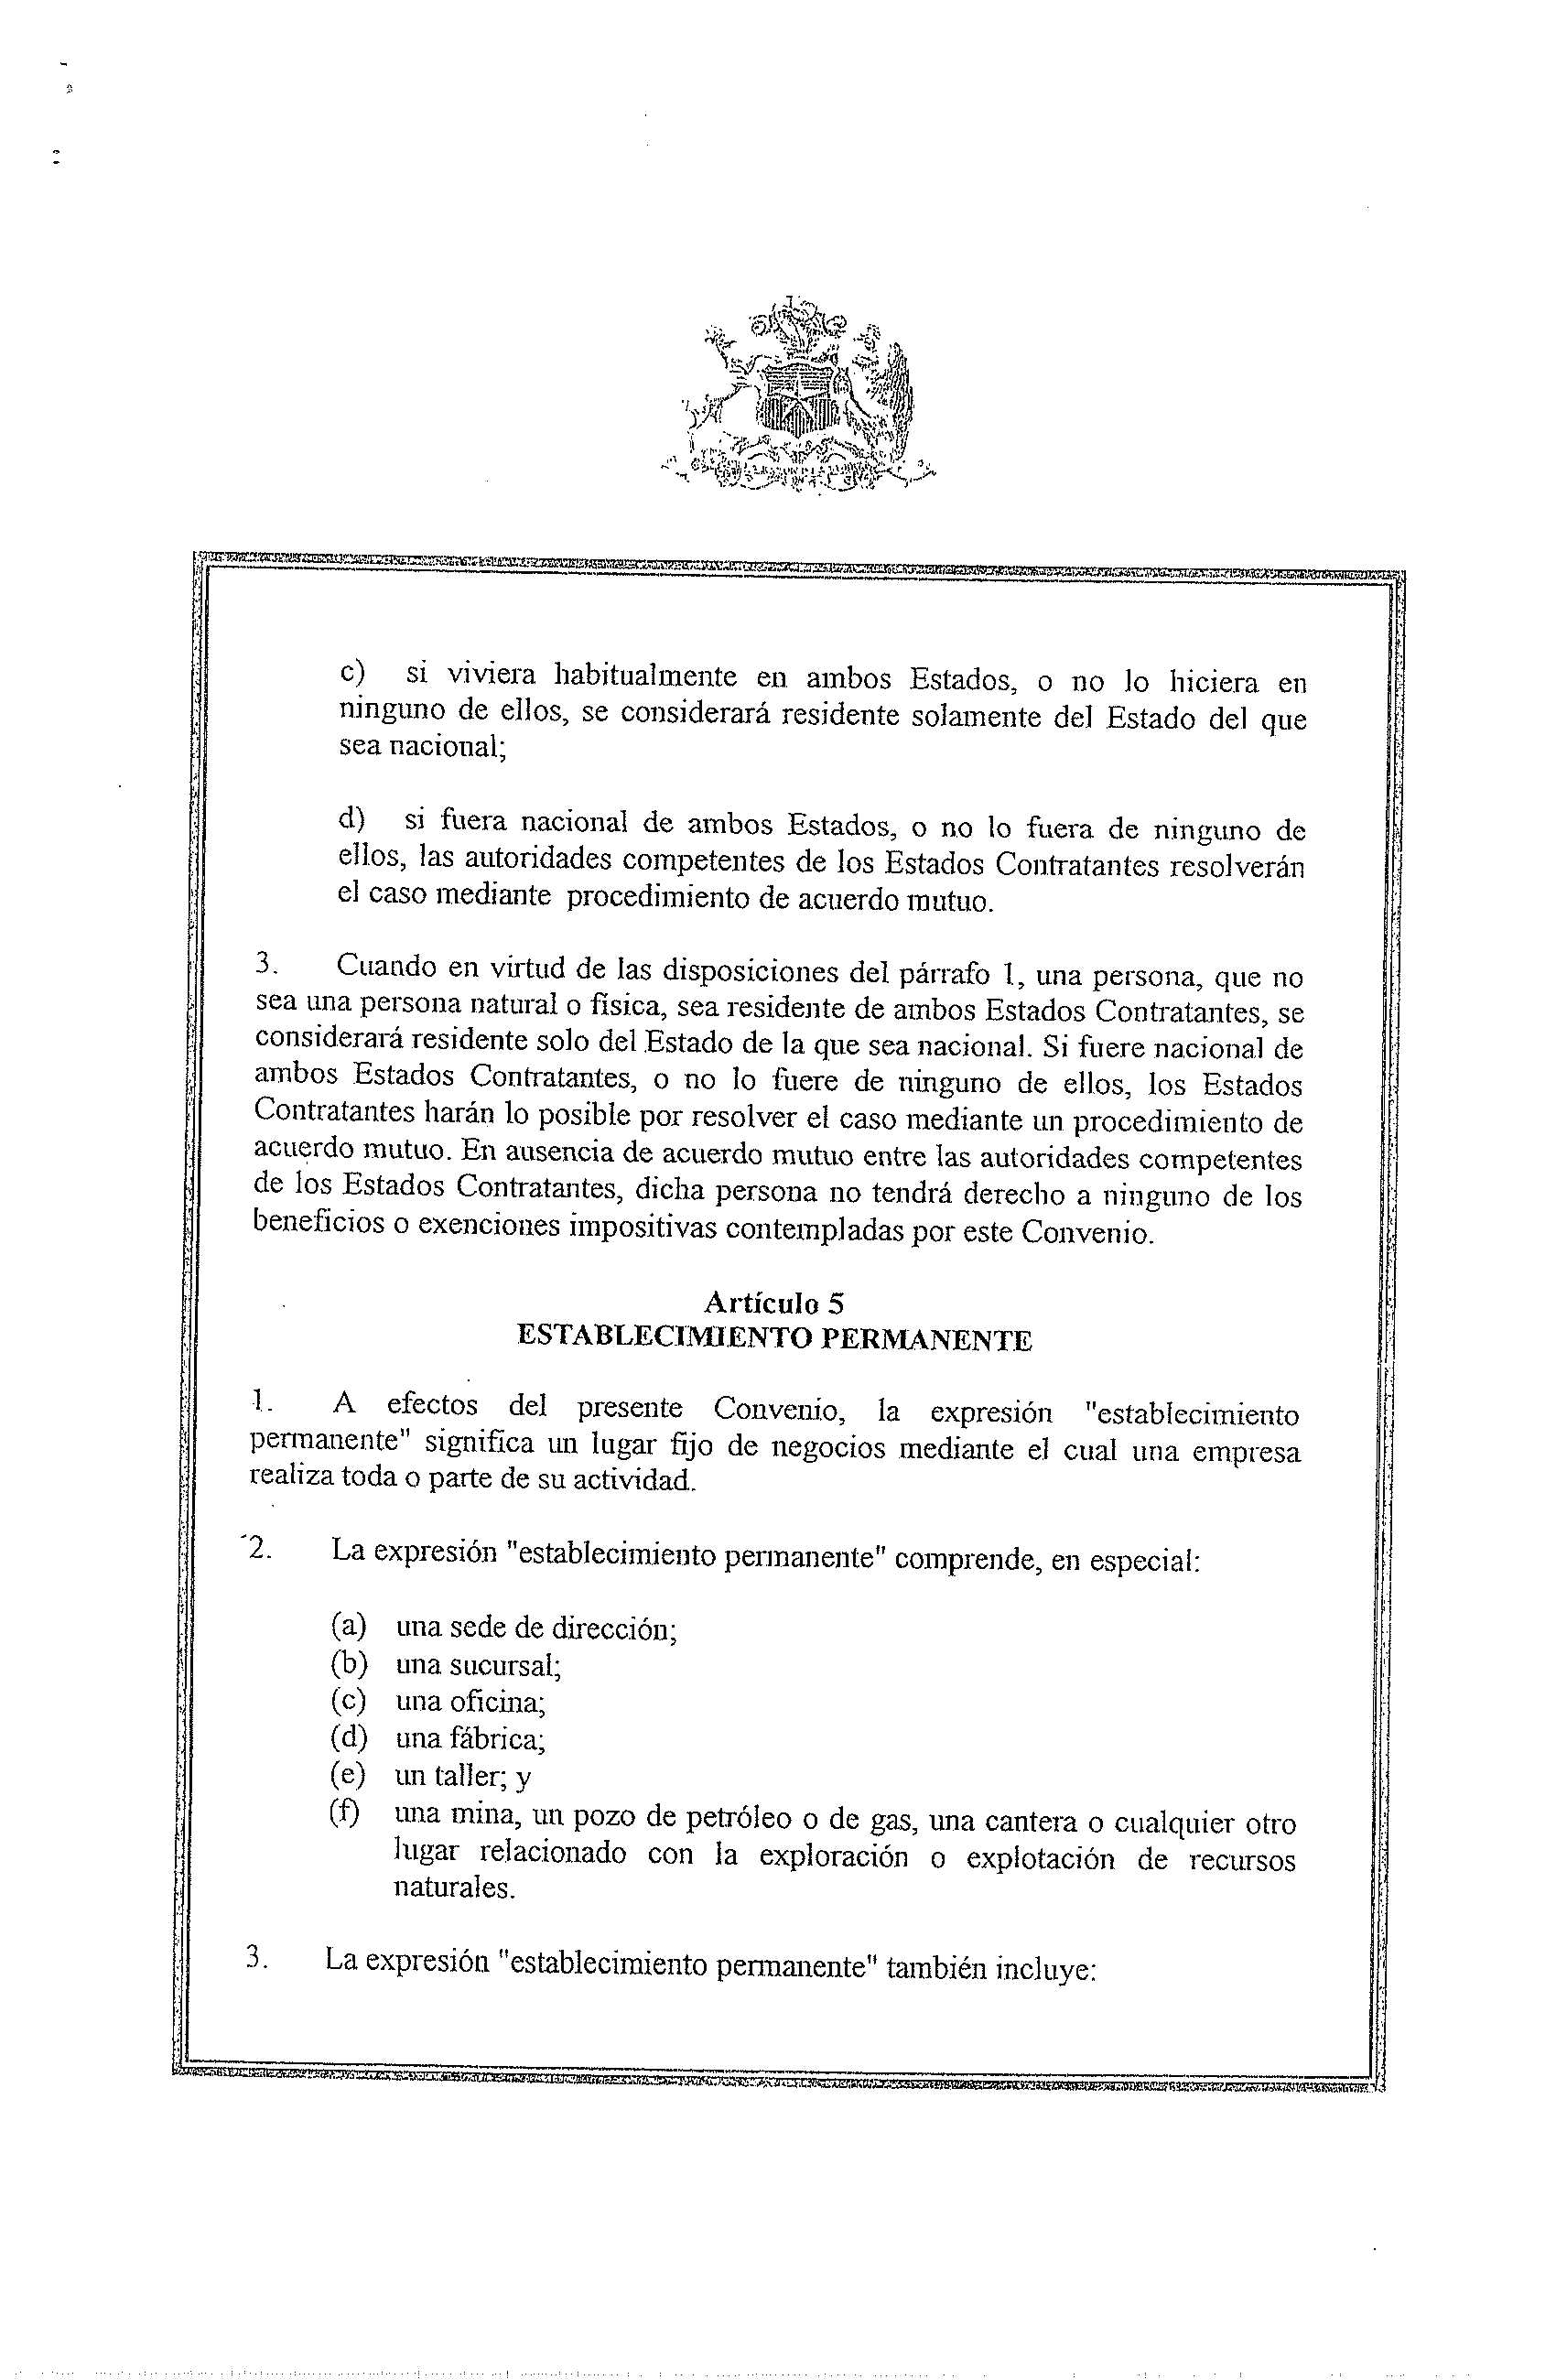 c) si viviera habitualmente en ambos Estados, o no lo hiciera en
ninguno de ellos, se considerará residente solamente del Estado del que
sea nacional;
d) si fuera nacional de ambos Estados, o no lo fuera de ninguno de
ellos, las autoridades competentes de los Estados Contratantes resolverán
el caso mediante procedimiento de acuerdo mutuo.
3. Cuando en virtud de las disposiciones del párrafo 1, una persona, que no
sea una persona natural o física, sea residente de ambos Estados Contratantes, se
considerará residente solo del Estado de la que sea nacional. Si fuere nacional de
ambos Estados Contratantes, o no lo fuere de ninguno de ellos, los Estados
Contratantes harán lo posible por resolver el caso mediante un procedimiento de
acuerdo mutuo. En ausencia de acuerdo mutuo entre las autoridades competentes
de los Estados Contratantes, dicha persona no tendrá derecho a ninguno de los
beneficios o exenciones impositivas contempladas por este Convenio.
Artículo 5
ESTABLECIMIENTO PERMANENTE
1. A efectos del presente Convenio, la expresión "establecimiento
permanente" significa un lugar fijo de negocios mediante el cual una empresa
realiza toda o parte de su actividad.
2. La expresión "establecimiento permanente" comprende, en especial:
(a) una sede de dirección;
(b) una sucursal;
(c) una oficina;
(d) una fábrica;
(e) un taller; y
(f) una mina, un pozo de petróleo o de gas, una cantera o cualquier otro
lugar relacionado con la exploración o explotación de recursos
naturales.
3. La expresión "establecimiento permanente" también incluye: